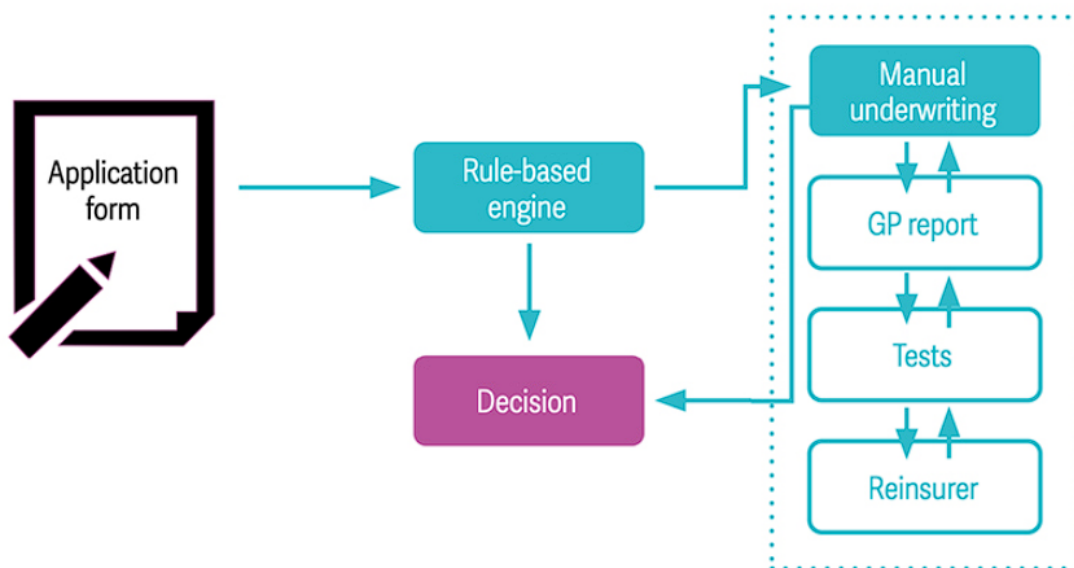 Application
form
Rule-based
engine
Decision
Manual
underwriting
GP report
Tests
Reinsurer